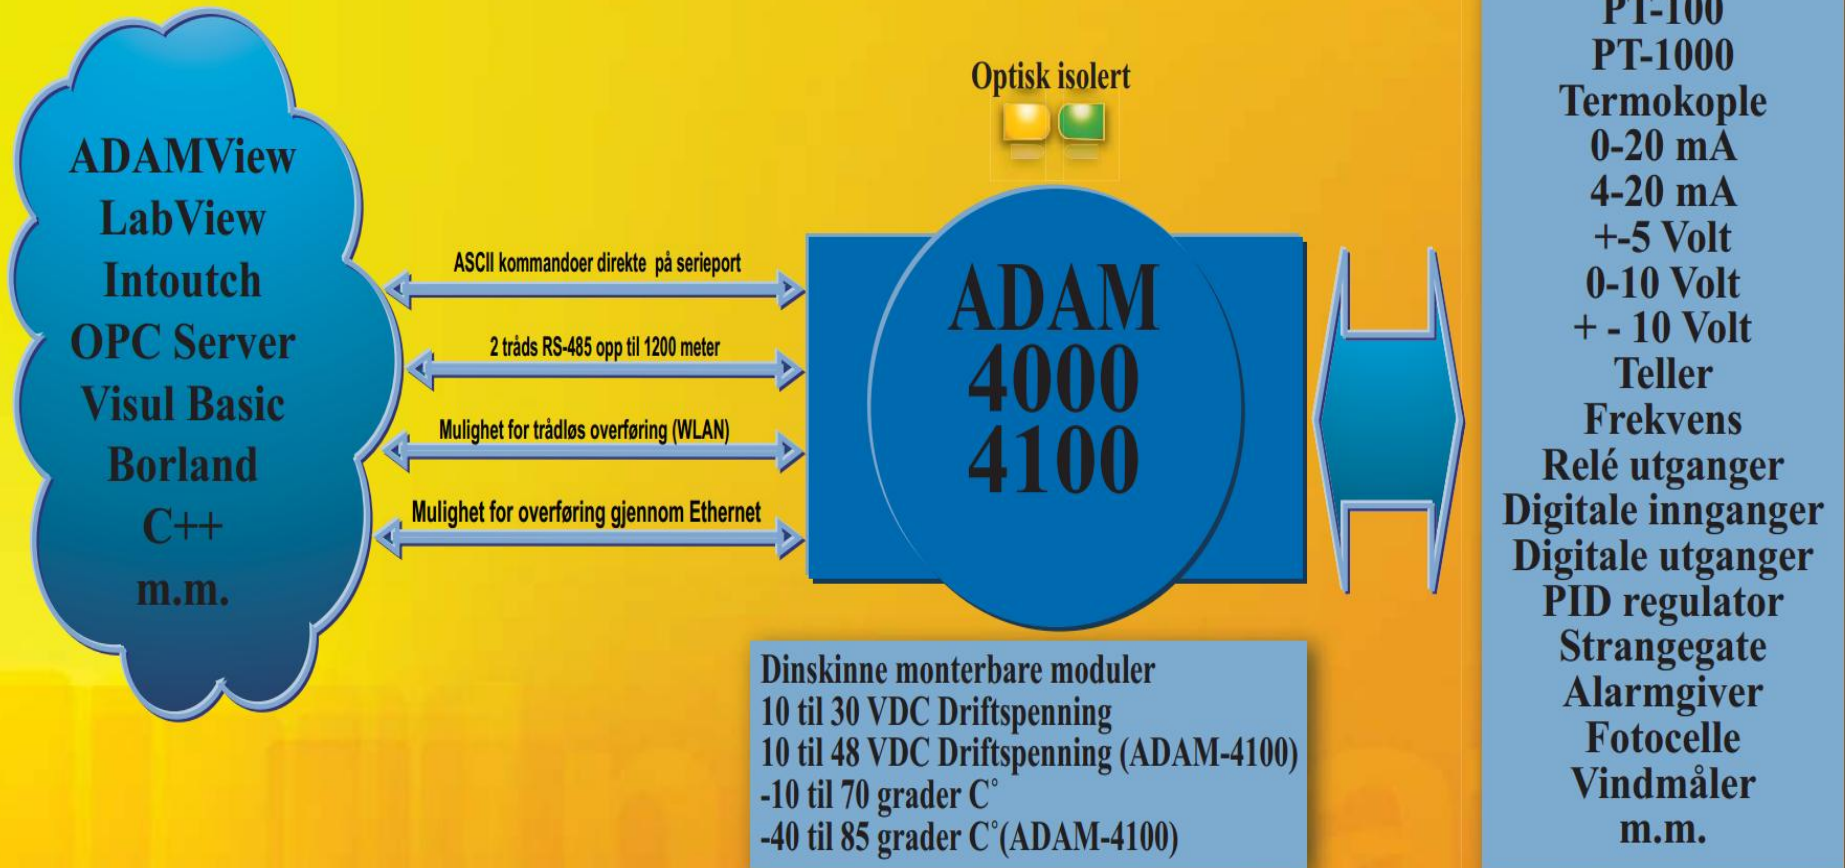 ADAMView
LabView
Intoutch
OPC Server
Visul Basic
Borland
C++
m.m.
ASCII kommandoer direkte på serieport
2 tråds RS-485 opp til 1200 meter
Mulighet for trådløs overføring (WLAN)
Mulighet for overføring gjennom Ethernet
Optisk isolert
ADAM
4000
4100
Dinskinne monterbare moduler
10 til 30 VDC Driftspenning
10 til 48 VDC Driftspenning (ADAM-4100)
-10 til 70 grader C°
-40 til 85 grader C°(ADAM-4100)
PT-100
PT-1000
Termokople
0-20 mA
4-20 mA
+-5 Volt
0-10 Volt
+ - 10 Volt
Teller
Frekvens
Relé utganger
Digitale innganger
Digitale utganger
PID regulator
Strangegate
Alarmgiver
Fotocelle
Vindmåler
m.m.